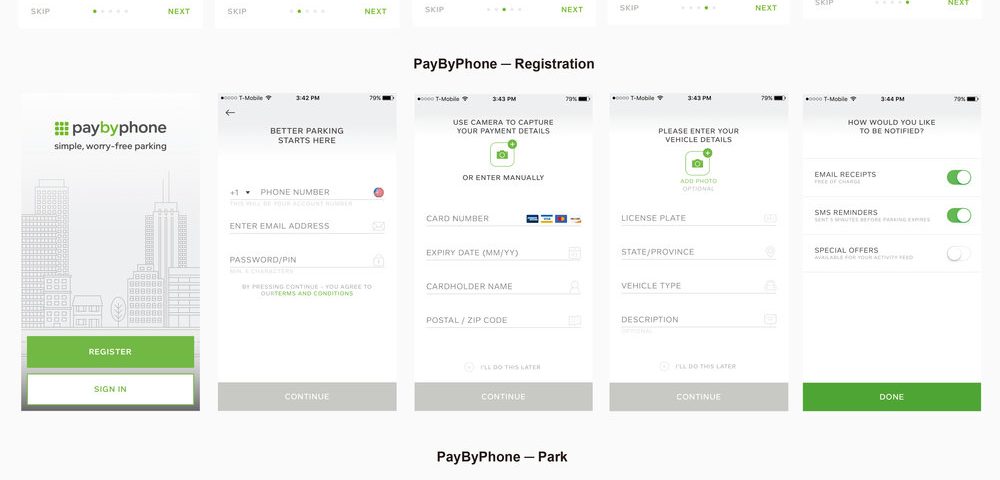 SKIP NEXT SKIP NEXT SKIP NEXT SKIP NEXT SKIP NEXT
PayByPhone — Registration
paybyphone
simple, worry-free parking
REGISTER
SIGN IN
T-Mobile 3:42 PM 79%
BETTER PARKING
STARTS HERE
+1 PHONE NUMBER
THIS WILL BE YOUR ACCOUNT NUMBER
ENTER EMAIL ADDRESS
PASSWORD/PIN
MIN. 4 CHARACTERS
BY PRESSING CONTINUE - YOU AGREE TO
OUR TERMS AND CONDITIONS
CONTINUE
T-Mobile 3:43 PM 79%
USE CAMERA TO CAPTURE
YOUR PAYMENT DETAILS
OR ENTER MANUALLY
CARD NUMBER
EXPIRY DATE (MM/YY)
CARDHOLDER NAME
POSTAL / ZIP CODE
I'LL DO THIS LATER
CONTINUE
T-Mobile 3:43 PM 79%
PLEASE ENTER YOUR
VEHICLE DETAILS
ADD PHOTO
OPTIONAL
LICENSE PLATE
STATE/PROVINCE
VEHICLE TYPE
DESCRIPTION
OPTIONAL
I'LL DO THIS LATER
CONTINUE
T-Mobile 3:44 PM 79%
HOW WOULD YOU LIKE
TO BE NOTIFIED?
EMAIL RECEIPTS
FREE OF CHARGE
SMS REMINDERS
SENT 5 MINUTES BEFORE PARKING EXPIRES
SPECIAL OFFERS
AVAILABLE FOR YOUR ACTIVITY FEED
DONE
PayByPhone — Park